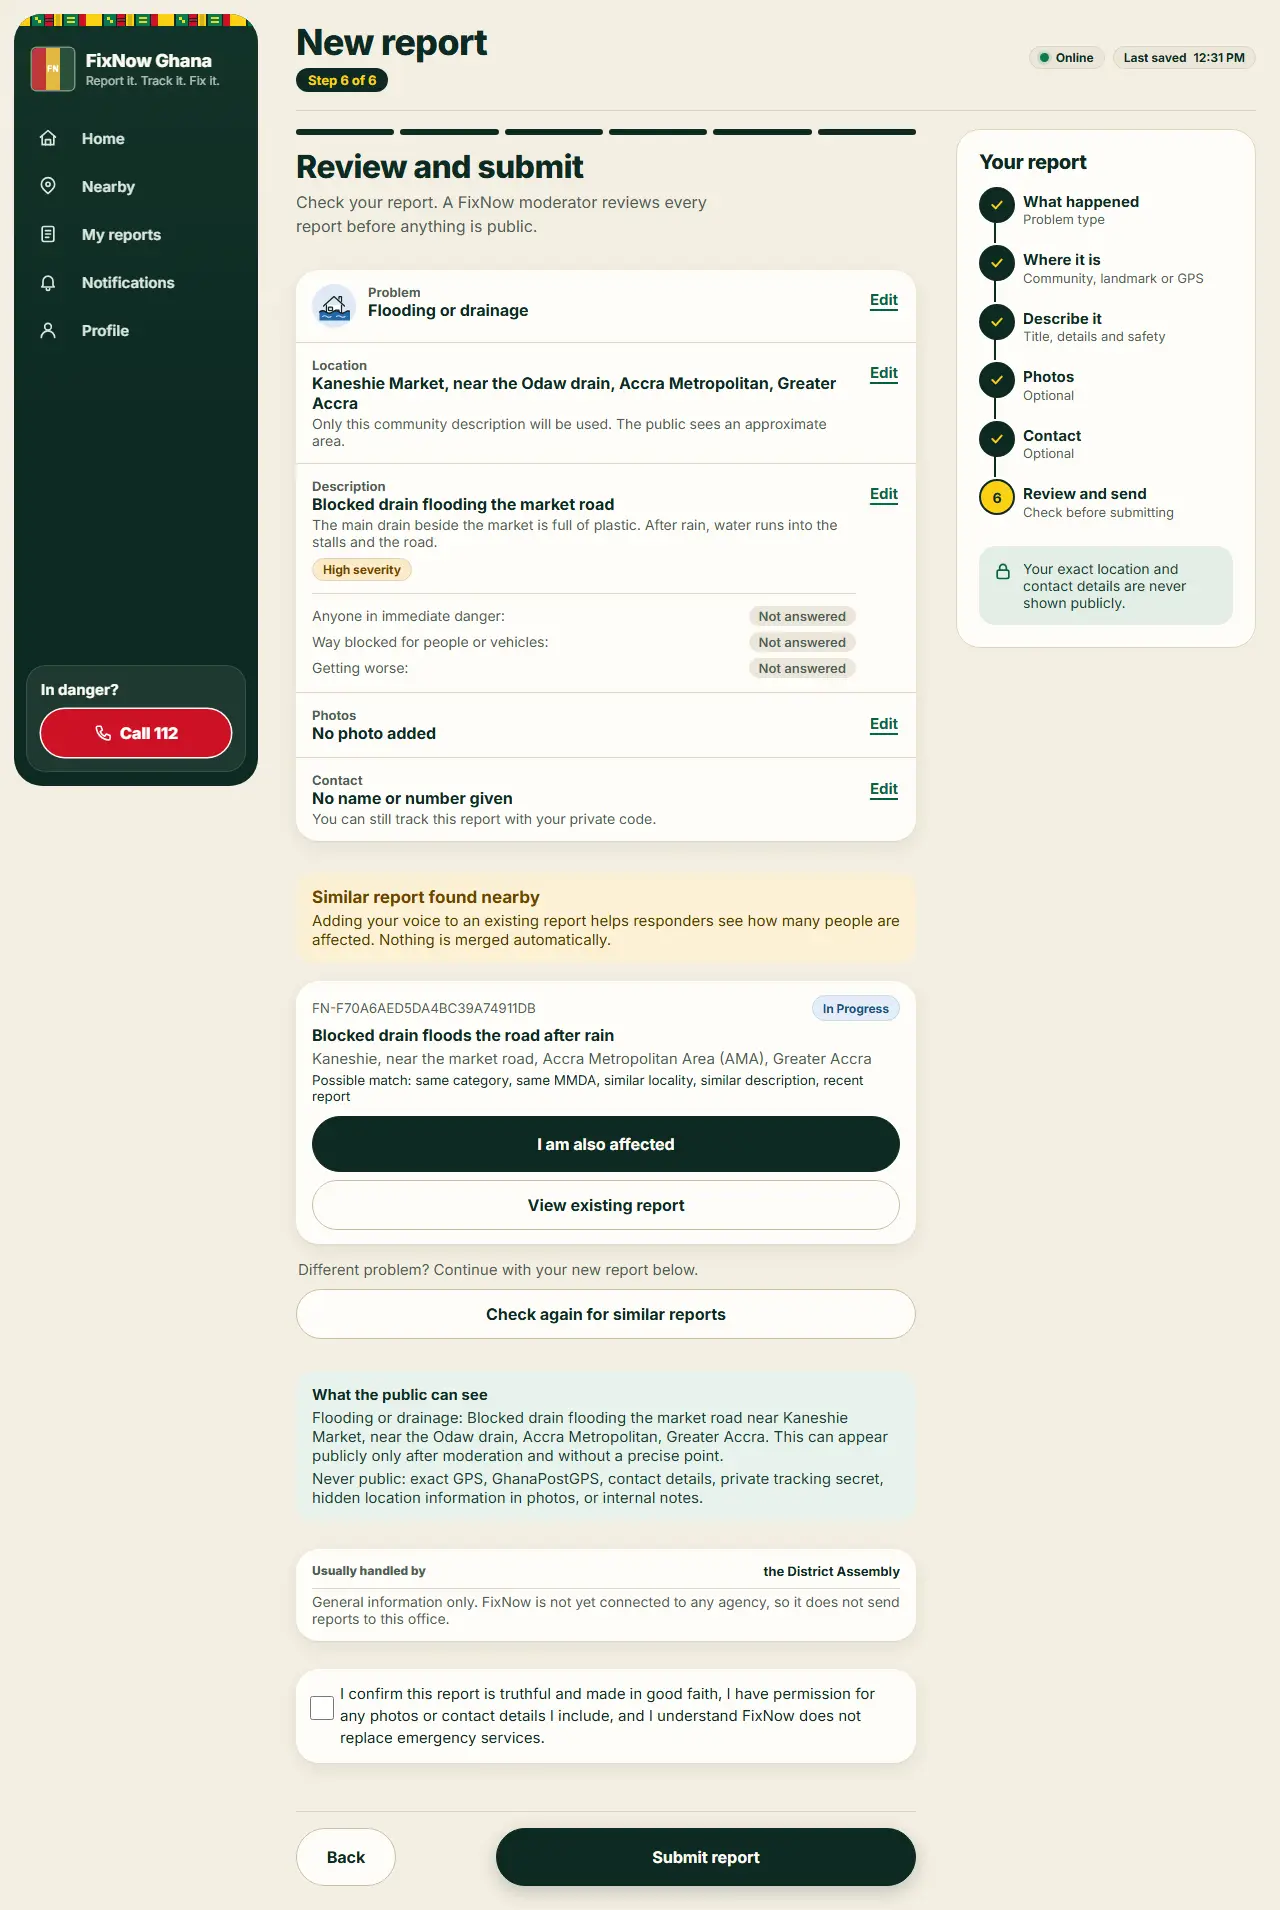 FN
FixNow Ghana
Report it. Track it. Fix it.
Home
Nearby
My reports
Notifications
Profile
In danger?
Call 112
New report
Step 6 of 6
Online
Last saved 12:31 PM
Review and submit
Check your report. A FixNow moderator reviews every
report before anything is public.
Problem
Flooding or drainage
Edit
Location
Kaneshie Market, near the Odaw drain, Accra Metropolitan, Greater
Accra
Only this community description will be used. The public sees an approximate
area.
Edit
Description
Blocked drain flooding the market road
The main drain beside the market is full of plastic. After rain, water runs into the
stalls and the road.
High severity
Edit
Anyone in immediate danger: Not answered
Way blocked for people or vehicles: Not answered
Getting worse: Not answered
Photos
No photo added
Edit
Contact
No name or number given
You can still track this report with your private code.
Edit
Similar report found nearby
Adding your voice to an existing report helps responders see how many people are
affected. Nothing is merged automatically.
FN-F70A6AED5DA4BC39A74911DB
In Progress
Blocked drain floods the road after rain
Kaneshie, near the market road, Accra Metropolitan Area (AMA), Greater Accra
Possible match: same category, same MMDA, similar locality, similar description, recent
report
I am also affected
View existing report
Different problem? Continue with your new report below.
Check again for similar reports
What the public can see
Flooding or drainage: Blocked drain flooding the market road near Kaneshie
Market, near the Odaw drain, Accra Metropolitan, Greater Accra. This can appear
publicly only after moderation and without a precise point.
Never public: exact GPS, GhanaPostGPS, contact details, private tracking secret,
hidden location information in photos, or internal notes.
Usually handled by
the District Assembly
General information only. FixNow is not yet connected to any agency, so it does not send
reports to this office.
I confirm this report is truthful and made in good faith, I have permission for
any photos or contact details I include, and I understand FixNow does not
replace emergency services.
Back
Submit report
Your report
What happened
Problem type
Where it is
Community, landmark or GPS
Describe it
Title, details and safety
Photos
Optional
Contact
Optional
6
Review and send
Check before submitting
Your exact location and
contact details are never
shown publicly.